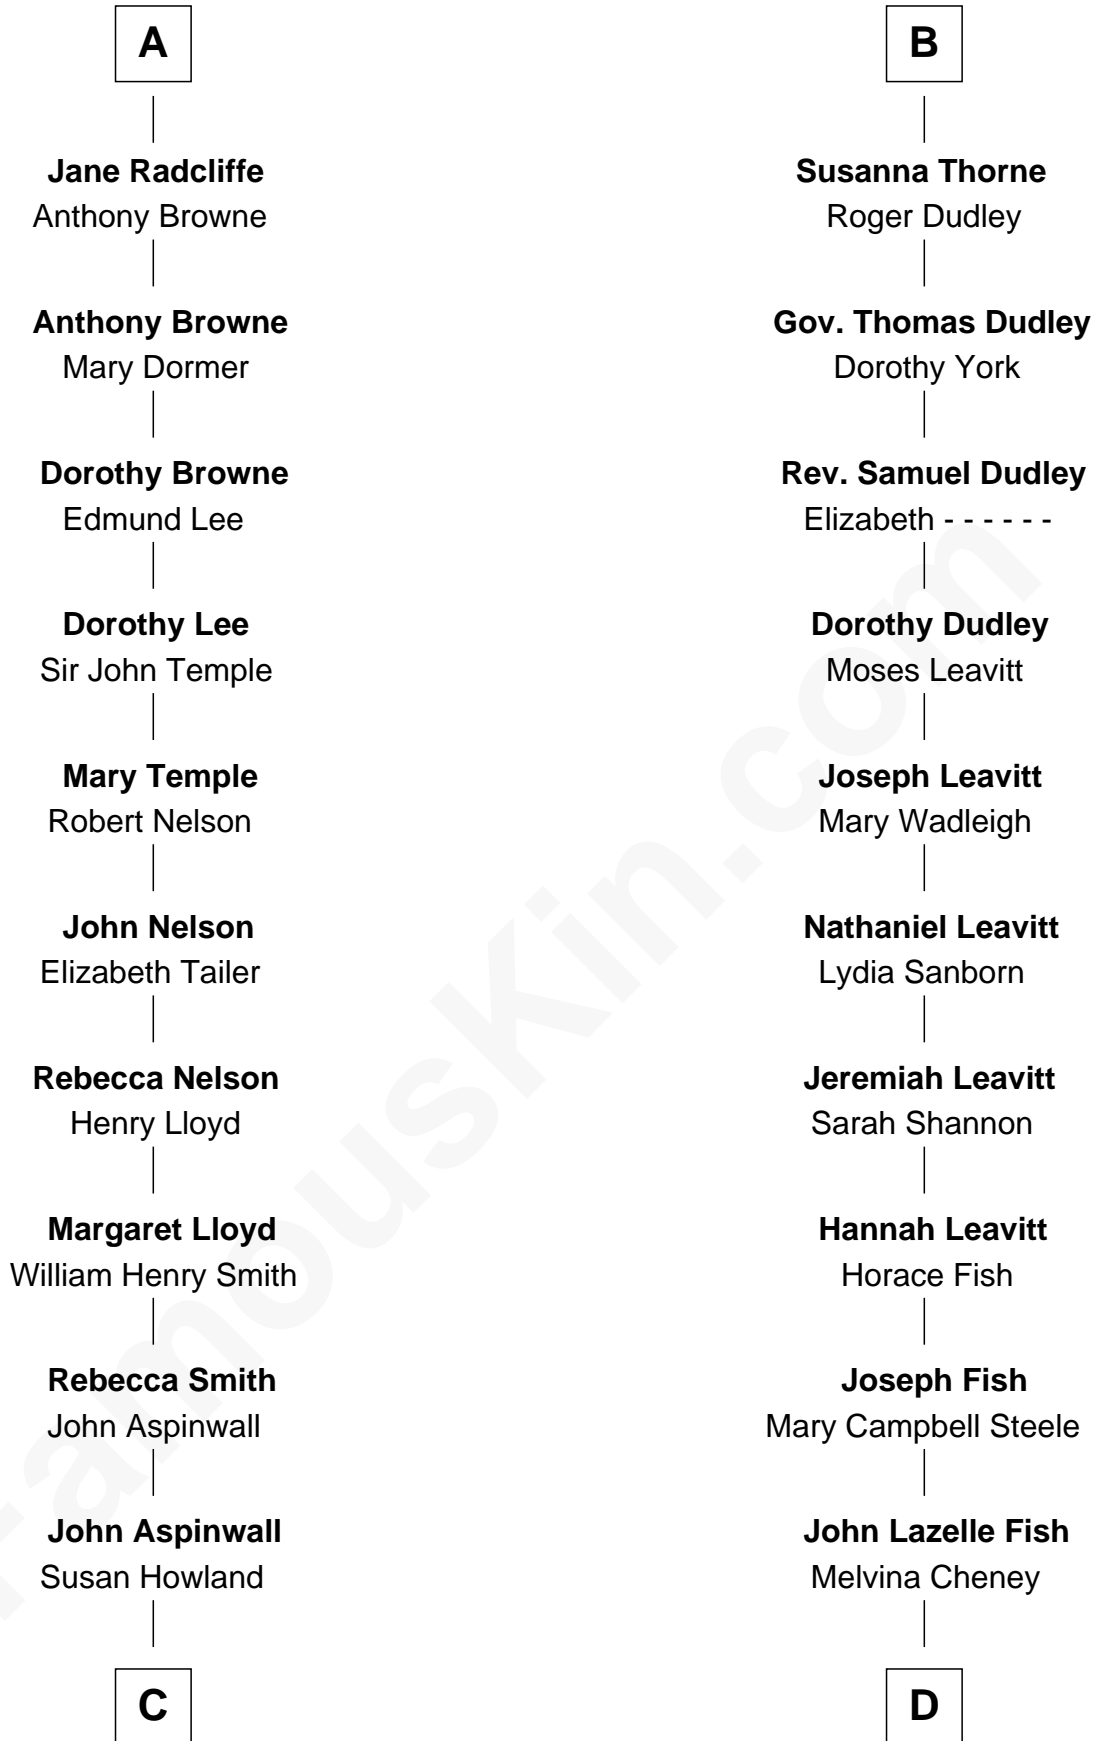 A
Jane Radcliffe
Anthony Browne
Anthony Browne
Mary Dormer
Dorothy Browne
Edmund Lee
Dorothy Lee
Sir John Temple
Mary Temple
Robert Nelson
John Nelson
Elizabeth Tailer
Rebecca Nelson
Henry Lloyd
Margaret Lloyd
William Henry Smith
Rebecca Smith
John Aspinwall
John Aspinwall
Susan Howland
C
B
Susanna Thorne
Roger Dudley
Gov. Thomas Dudley
Dorothy York
Rev. Samuel Dudley
Elizabeth - - - - - -
Dorothy Dudley
Moses Leavitt
Joseph Leavitt
Mary Wadleigh
Nathaniel Leavitt
Lydia Sanborn
Jeremiah Leavitt
Sarah Shannon
Hannah Leavitt
Horace Fish
Joseph Fish
Mary Campbell Steele
John Lazelle Fish
Melvina Cheney
D
FamousKin.com